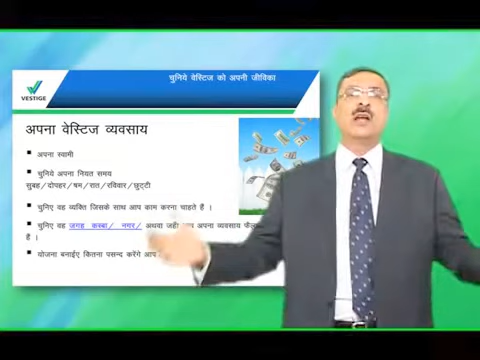 VESTIGE
चुनिये वेस्टिज को अपनी जीविका
अपना वेस्टिज व्यवसाय
अपना स्वामी
चुनिये अपना नियत समय
सुबह/दोपहर/षम/रात/रविवार/छुट्टी
चुनिए वह व्यक्ति जिसके साथ आप काम करना चाहते हैं ।
चुनिए वह जगह कस्बा/ नगर/ अथवा जहाँ अपना व्यवसाय
हैं ।
योजना बनाईए कितना पसन्द करेंगे आप